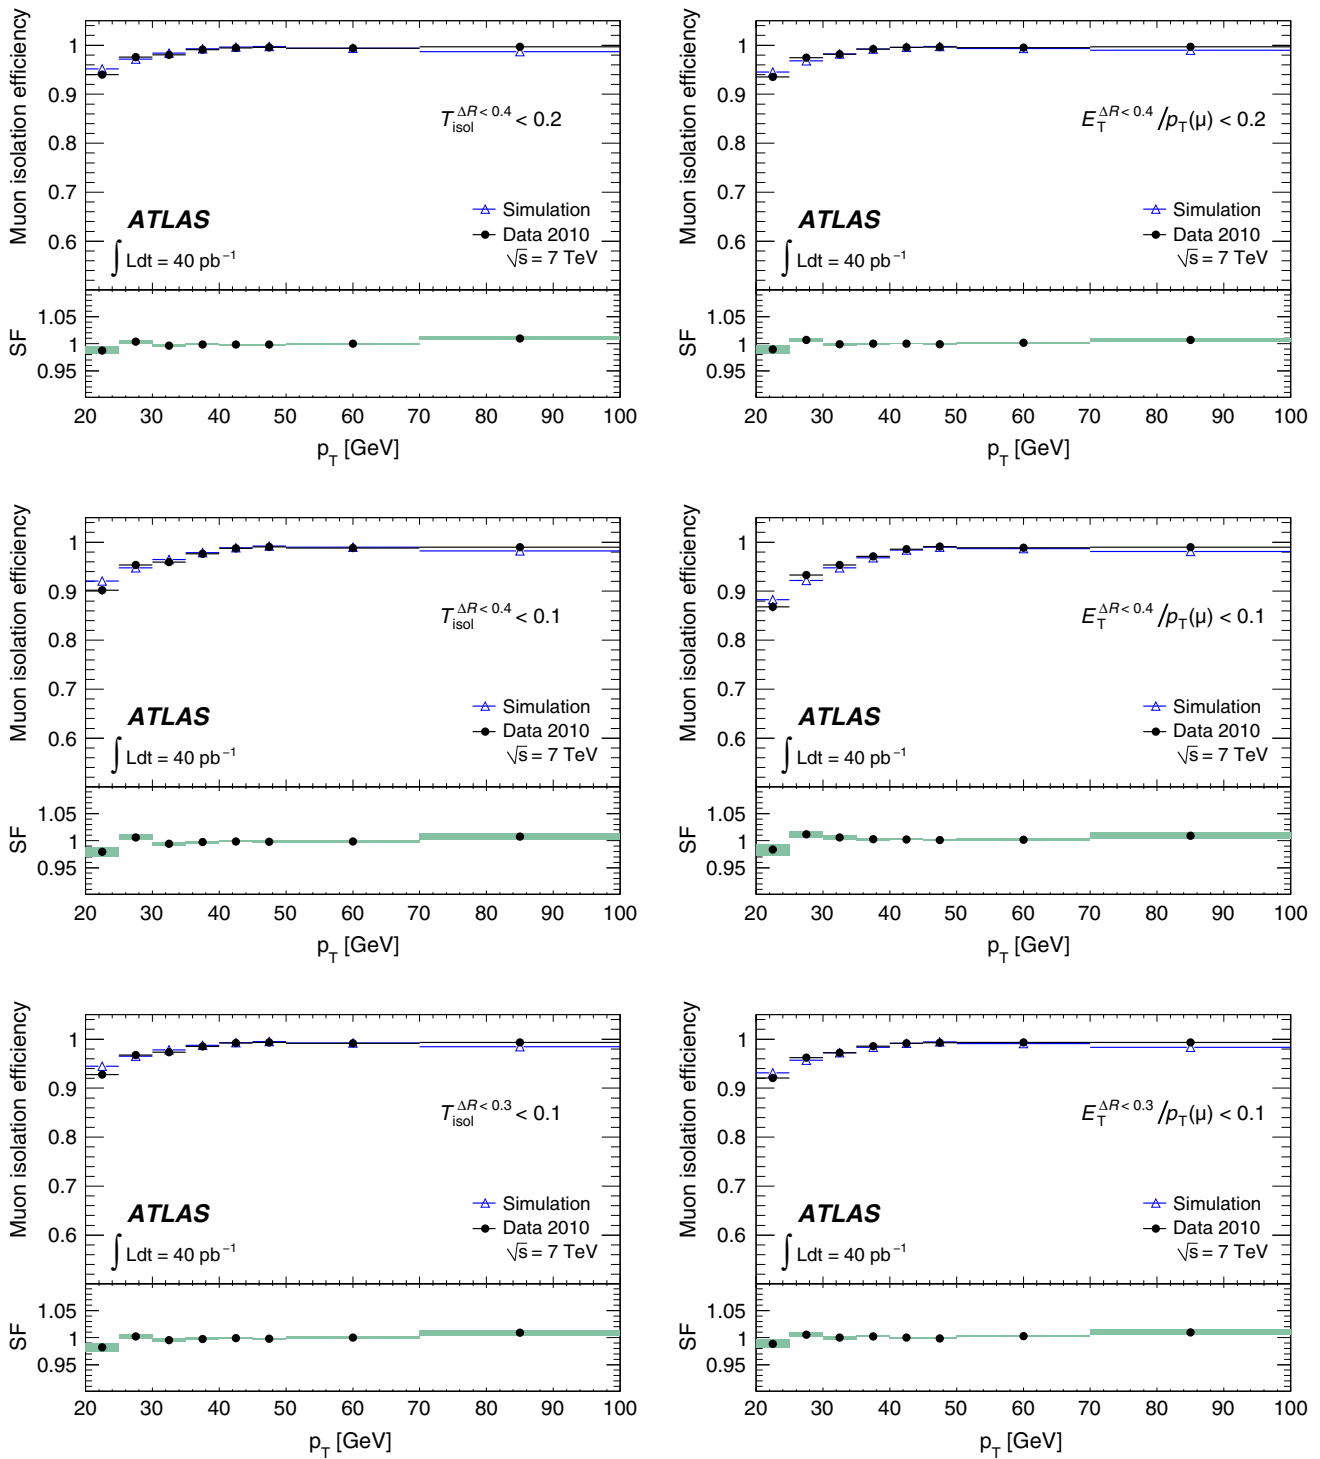 Muon isolation efficiency
1
0.9
0.8
0.7
0.6
T_isol^ΔR < 0.4 < 0.2
ATLAS
Simulation
Data 2010
∫ Ldt = 40 pb⁻¹
√s = 7 TeV
SF
1.05
1
0.95
20 30 40 50 60 70 80 90 100
p_T [GeV]
Muon isolation efficiency
1
0.9
0.8
0.7
0.6
E_T^ΔR < 0.4 /p_T(μ) < 0.2
ATLAS
Simulation
Data 2010
∫ Ldt = 40 pb⁻¹
√s = 7 TeV
SF
1.05
1
0.95
20 30 40 50 60 70 80 90 100
p_T [GeV]
Muon isolation efficiency
1
0.9
0.8
0.7
0.6
T_isol^ΔR < 0.4 < 0.1
ATLAS
Simulation
Data 2010
∫ Ldt = 40 pb⁻¹
√s = 7 TeV
SF
1.05
1
0.95
20 30 40 50 60 70 80 90 100
p_T [GeV]
Muon isolation efficiency
1
0.9
0.8
0.7
0.6
E_T^ΔR < 0.4 /p_T(μ) < 0.1
ATLAS
Simulation
Data 2010
∫ Ldt = 40 pb⁻¹
√s = 7 TeV
SF
1.05
1
0.95
20 30 40 50 60 70 80 90 100
p_T [GeV]
Muon isolation efficiency
1
0.9
0.8
0.7
0.6
T_isol^ΔR < 0.3 < 0.1
ATLAS
Simulation
Data 2010
∫ Ldt = 40 pb⁻¹
√s = 7 TeV
SF
1.05
1
0.95
20 30 40 50 60 70 80 90 100
p_T [GeV]
Muon isolation efficiency
1
0.9
0.8
0.7
0.6
E_T^ΔR < 0.3 /p_T(μ) < 0.1
ATLAS
Simulation
Data 2010
∫ Ldt = 40 pb⁻¹
√s = 7 TeV
SF
1.05
1
0.95
20 30 40 50 60 70 80 90 100
p_T [GeV]